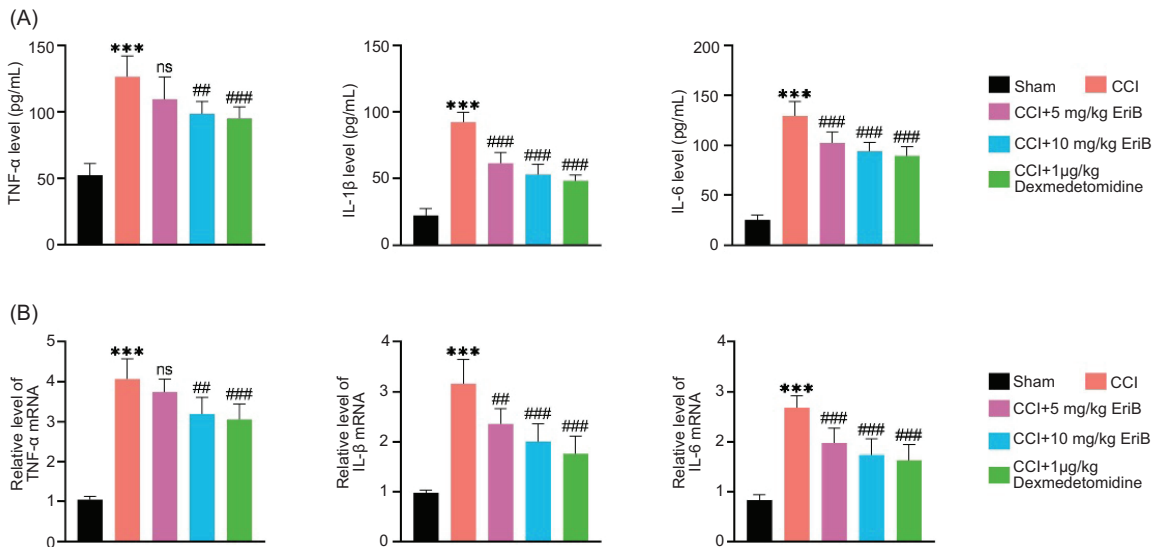 (A)
TNF-α level (pg/mL)
150
100
50
0
***
ns
##
###
IL-1β level (pg/mL)
150
100
50
0
***
###
###
###
IL-6 level (pg/mL)
200
150
100
50
0
***
###
###
###
Sham
CCI
CCI+5 mg/kg EriB
CCI+10 mg/kg EriB
CCI+1µg/kg
Dexmedetomidine
(B)
Relative level of
TNF-α mRNA
5
4
3
2
1
0
***
ns
##
###
Relative level of
IL-β mRNA
4
3
2
1
0
***
##
###
###
Relative level of
IL-6 mRNA
4
3
2
1
0
***
###
###
###
Sham
CCI
CCI+5 mg/kg EriB
CCI+10 mg/kg EriB
CCI+1µg/kg
Dexmedetomidine